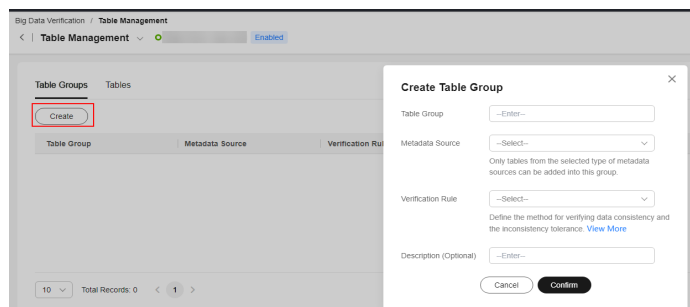 Big Data Verification / Table Management
Table Management
Enabled
Table Groups Tables
Create
Table Group Metadata Source Verification Rul
10 Total Records: 0 < 1 >
Create Table Group
Table Group --Enter--
Metadata Source --Select--
Only tables from the selected type of metadata
sources can be added into this group.
Verification Rule --Select--
Define the method for verifying data consistency and
the inconsistency tolerance. View More
Description (Optional) --Enter--
Cancel Confirm